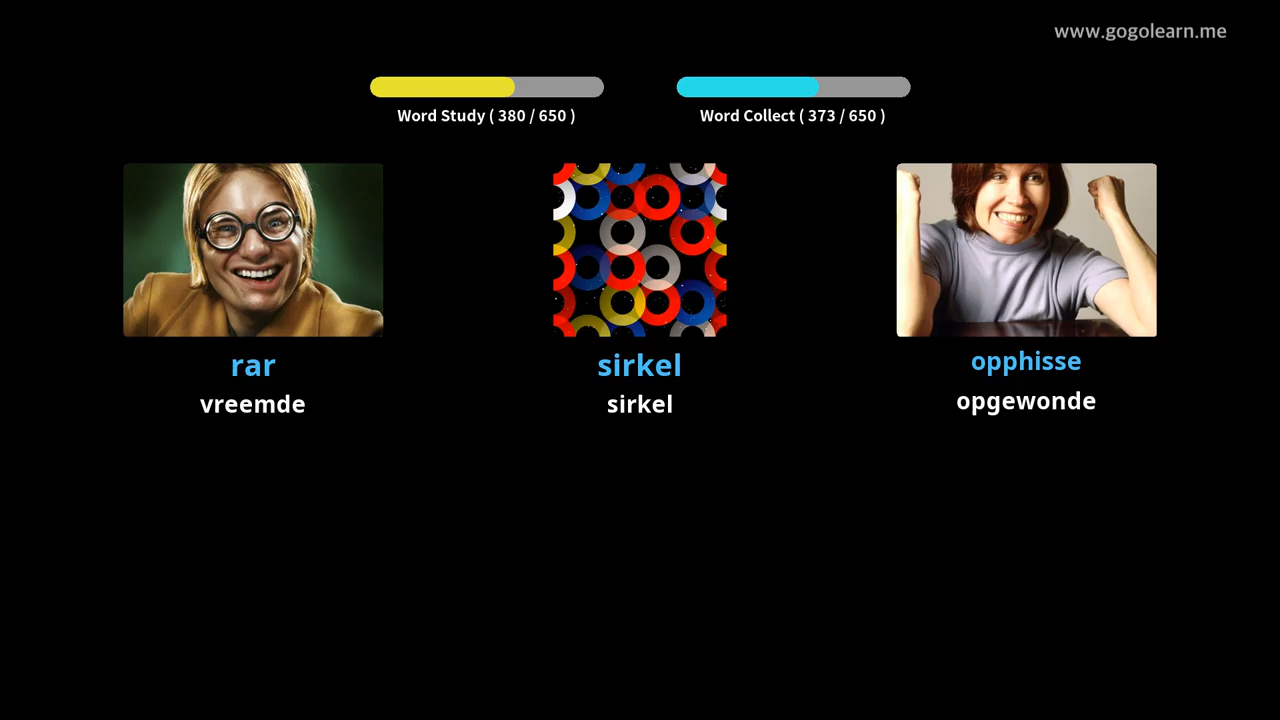 www.gogolearn.me
Word Study ( 380 / 650 )
Word Collect ( 373 / 650 )
rar
vreemde
sirkel
sirkel
opphisse
opgewonde